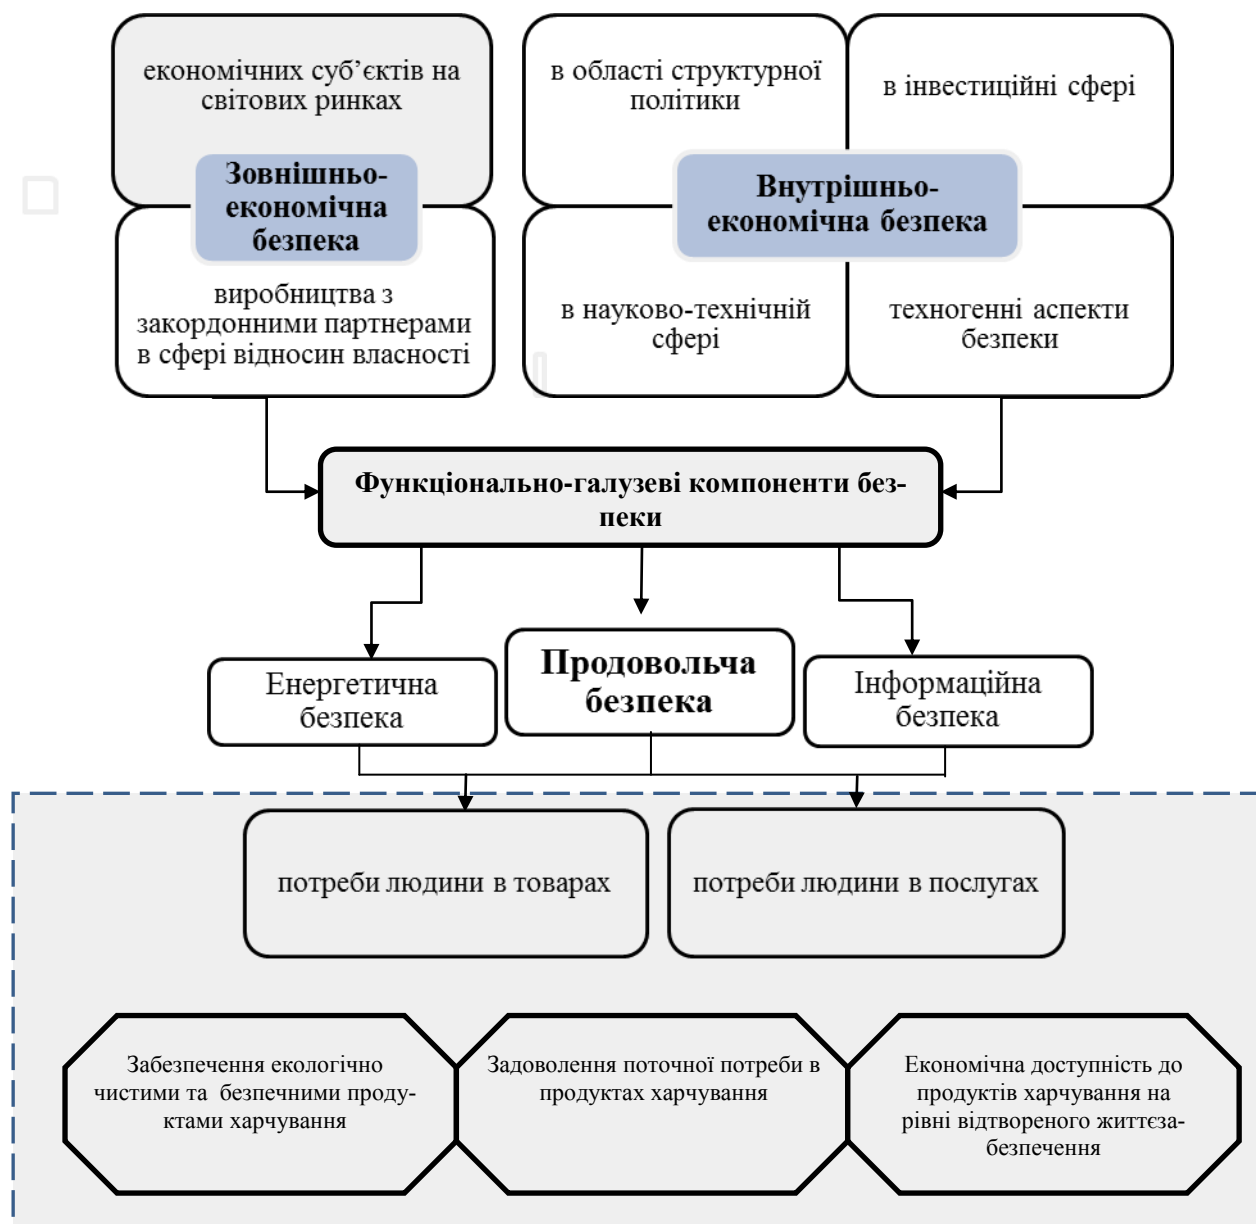 економічних суб’єктів на
світових ринках
Зовнішньо-
економічна
безпека
виробництва з
закордонними партнерами
в сфері відносин власності
в області структурної
політики
в інвестиційні сфері
Внутрішньо-
економічна безпека
в науково-технічній
сфері
техногенні аспекти
безпеки
Функціонально-галузеві компоненти без-
пеки
Енергетична
безпека
Продовольча
безпека
Інформаційна
безпека
потреби людини в товарах
потреби людини в послугах
Забезпечення екологічно
чистими та безпечними проду-
ктами харчування
Задоволення поточної потреби в
продуктах харчування
Економічна доступність до
продуктів харчування на
рівні відтвореного життєза-
безпечення